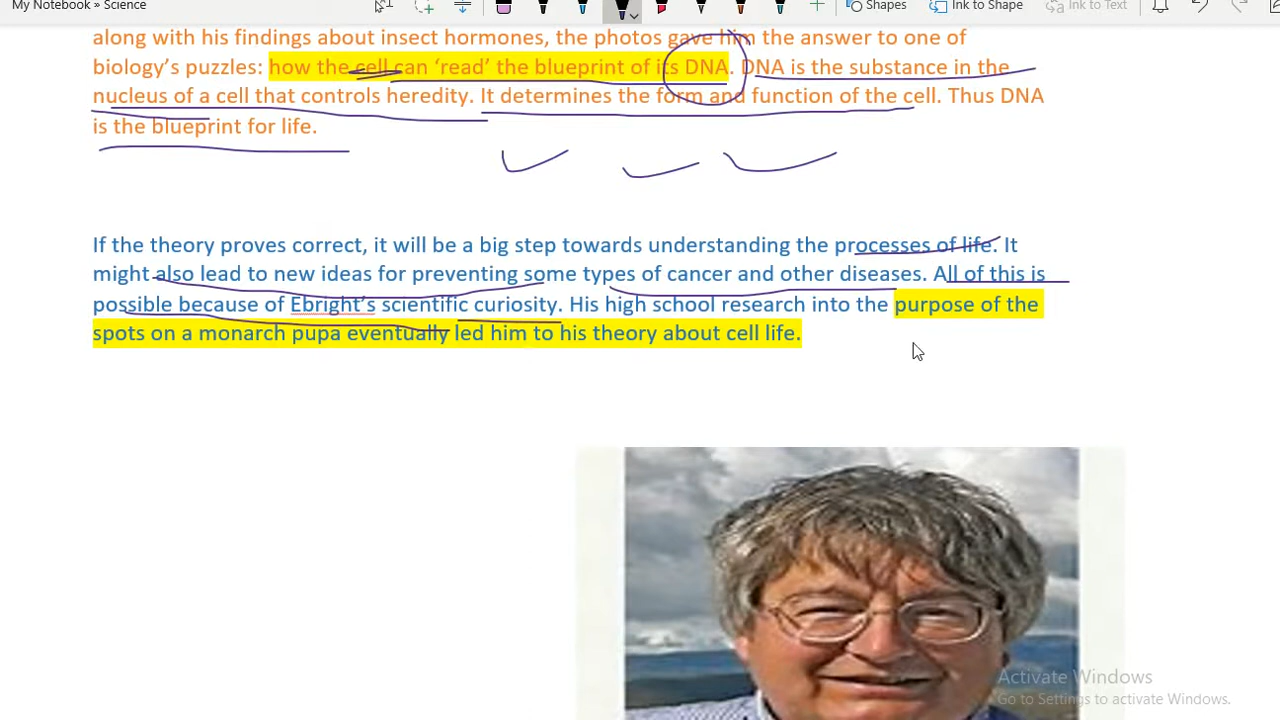 My Notebook » Science
Shapes
Ink to Shape
Ink to Text
along with his findings about insect hormones, the photos gave him the answer to one of
biology's puzzles: how the cell can 'read' the blueprint of its DNA. DNA is the substance in the
nucleus of a cell that controls heredity. It determines the form and function of the cell. Thus DNA
is the blueprint for life.
If the theory proves correct, it will be a big step towards understanding the processes of life. It
might also lead to new ideas for preventing some types of cancer and other diseases. All of this is
possible because of Ebright's scientific curiosity. His high school research into the purpose of the
spots on a monarch pupa eventually led him to his theory about cell life.
Activate Windows
Go to Settings to activate Windows.